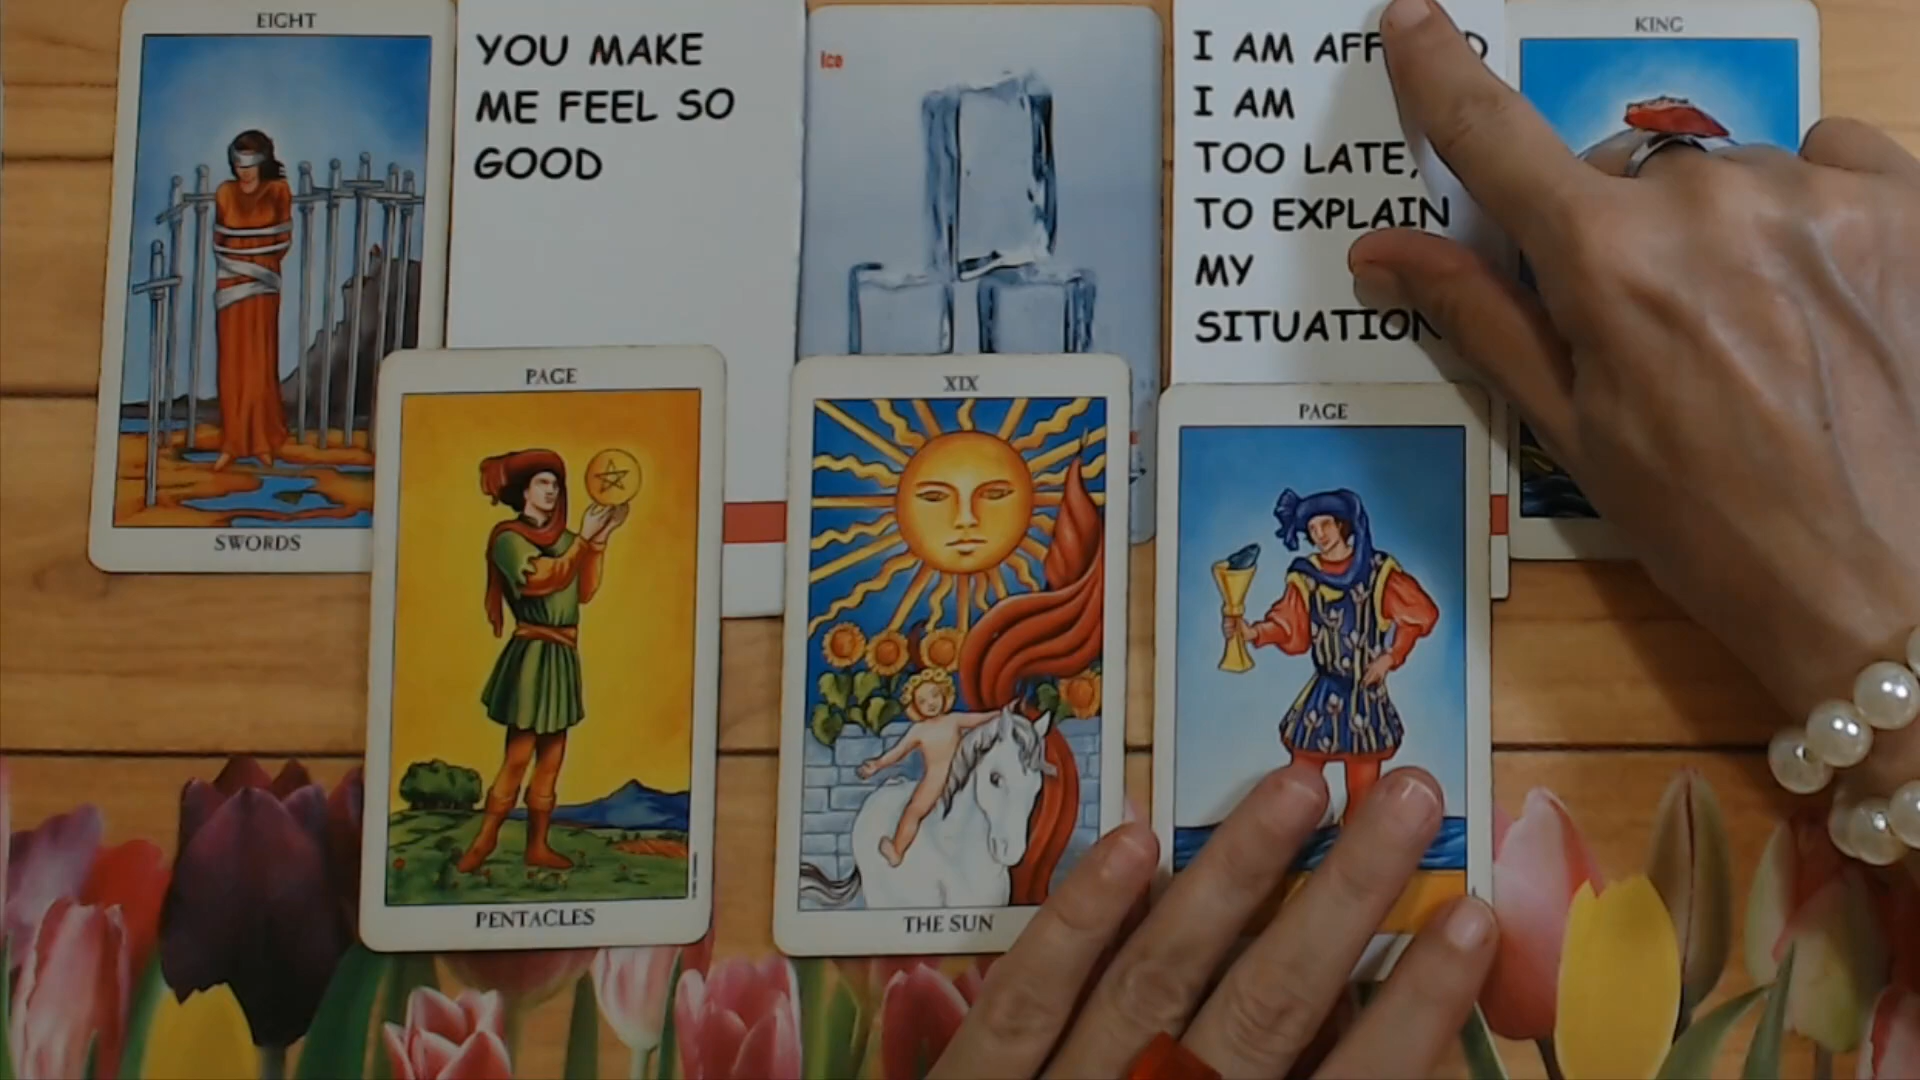 EIGHT
SWORDS
YOU MAKE
ME FEEL SO
GOOD
Ice
I AM
I AM
TOO LATE,
TO EXPLAIN
MY
SITUATION
KING
PAGE
PENTACLES
XIX
THE SUN
PAGE